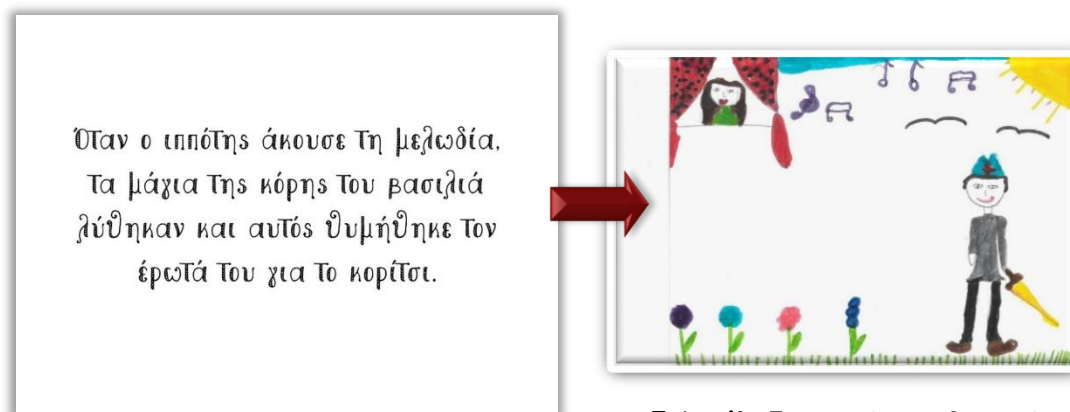 Όταν ο ιππότης άκουσε τη μελωδία,
τα μάγια της κόρης του βασιλιά
λύθηκαν και αυτός θυμήθηκε τον
έρωτά του για το κορίτσι.